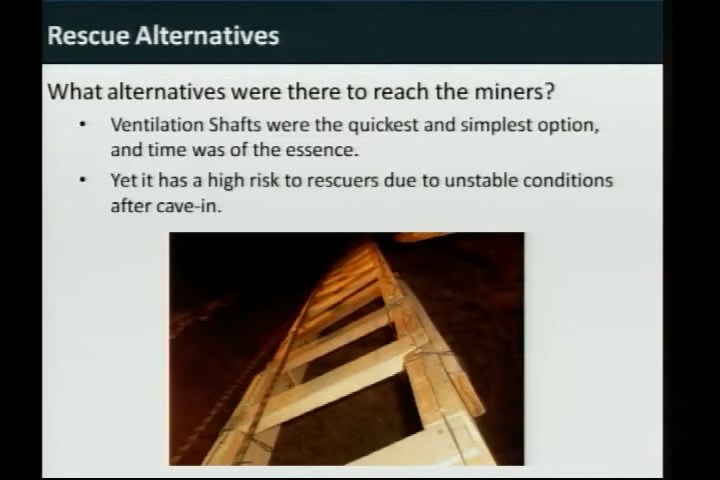 Rescue Alternatives
What alternatives were there to reach the miners?
• Ventilation Shafts were the quickest and simplest option,
and time was of the essence.
• Yet it has a high risk to rescuers due to unstable conditions
after cave-in.